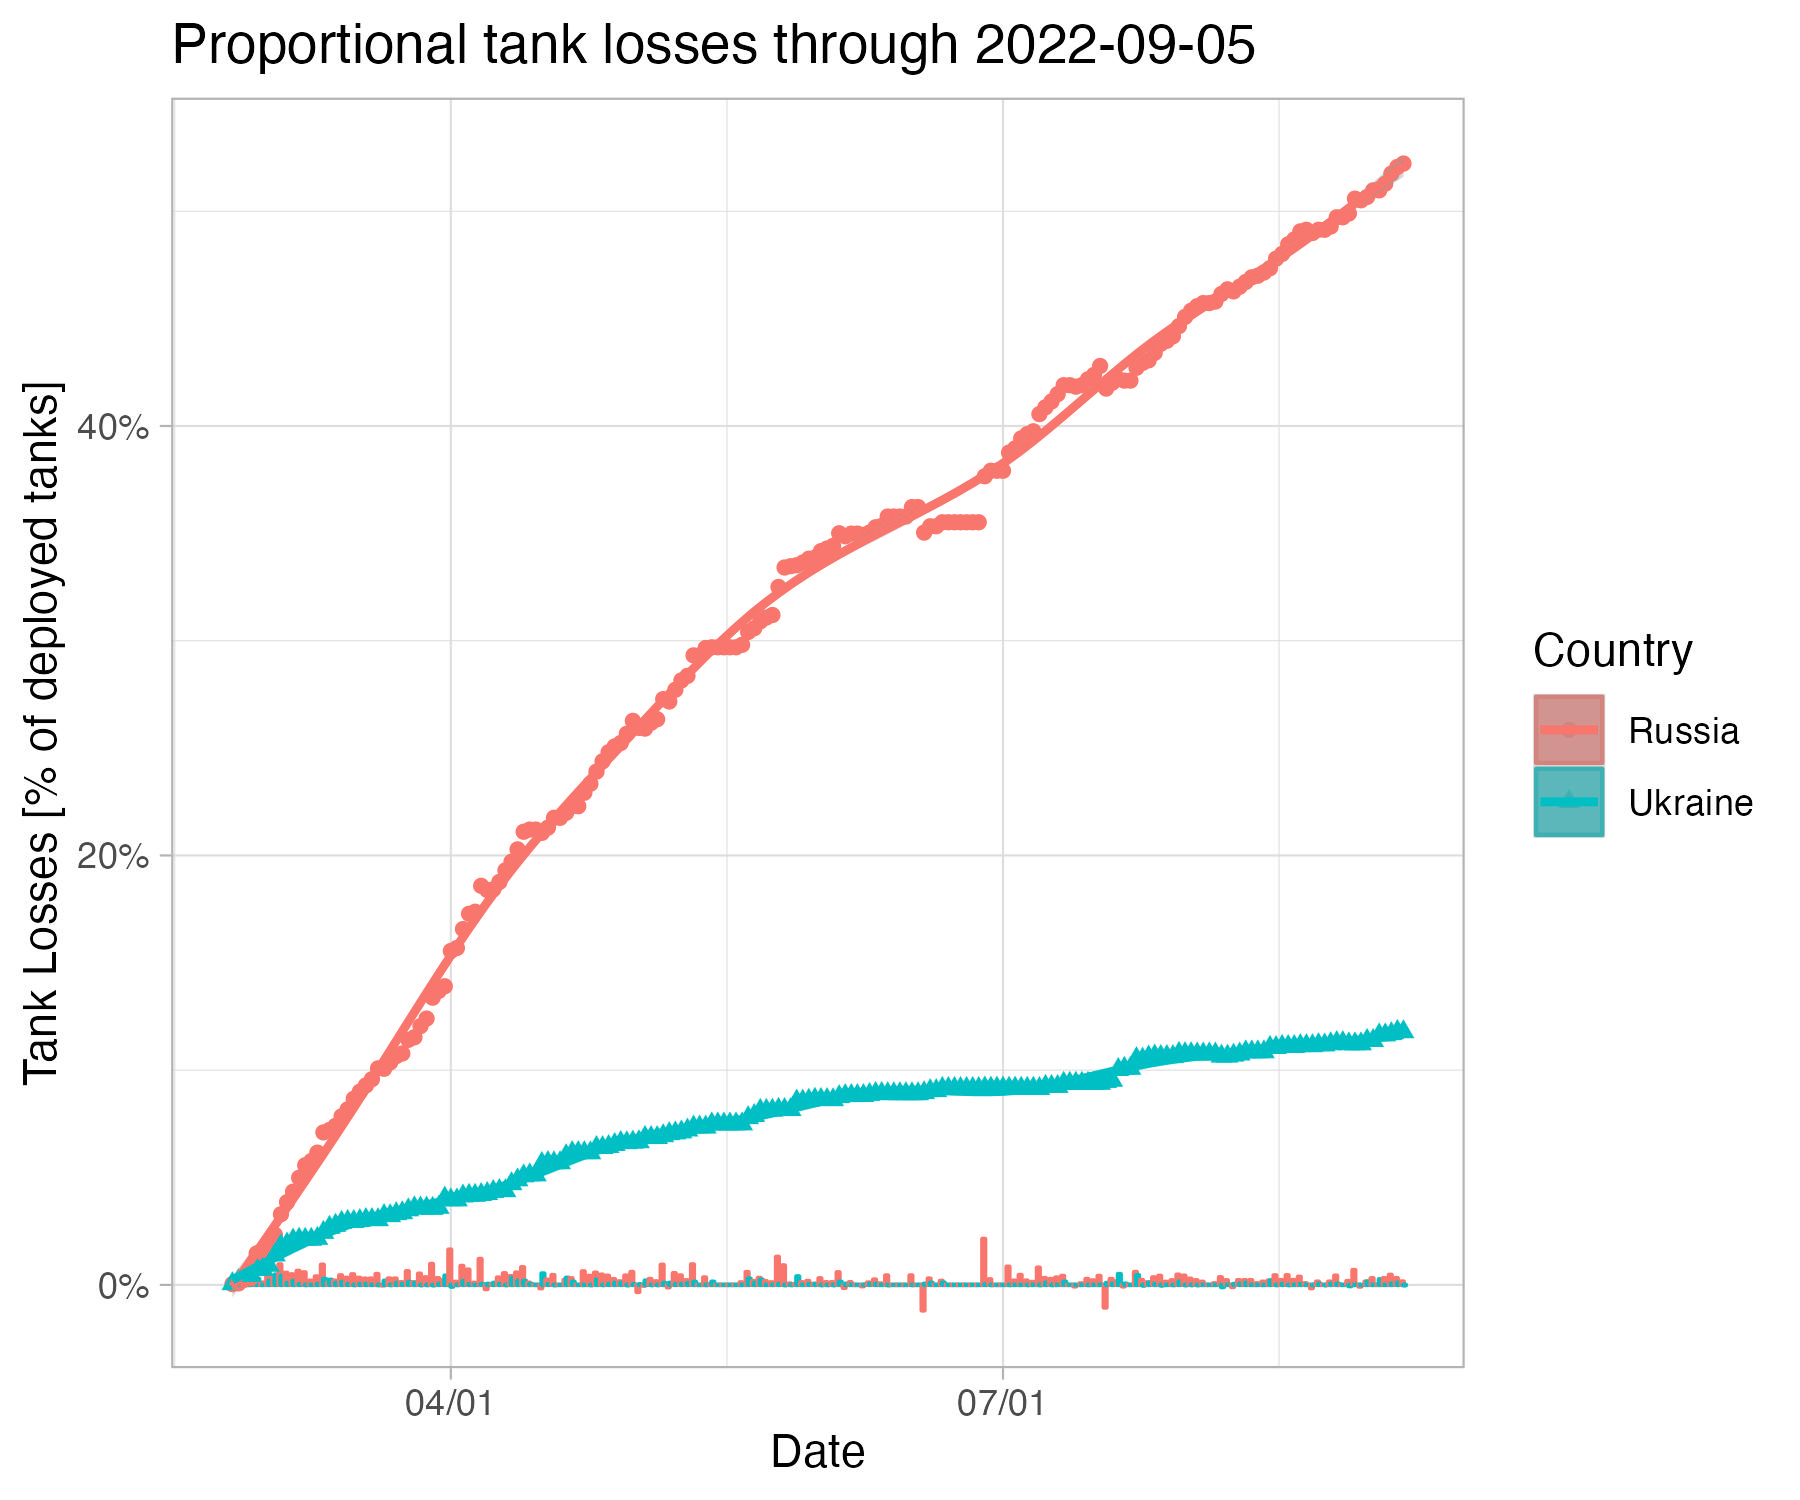 Proportional tank losses through 2022-09-05
Tank Losses [% of deployed tanks]
40%
20%
0%
04/01
07/01
Date
Country
Russia
Ukraine